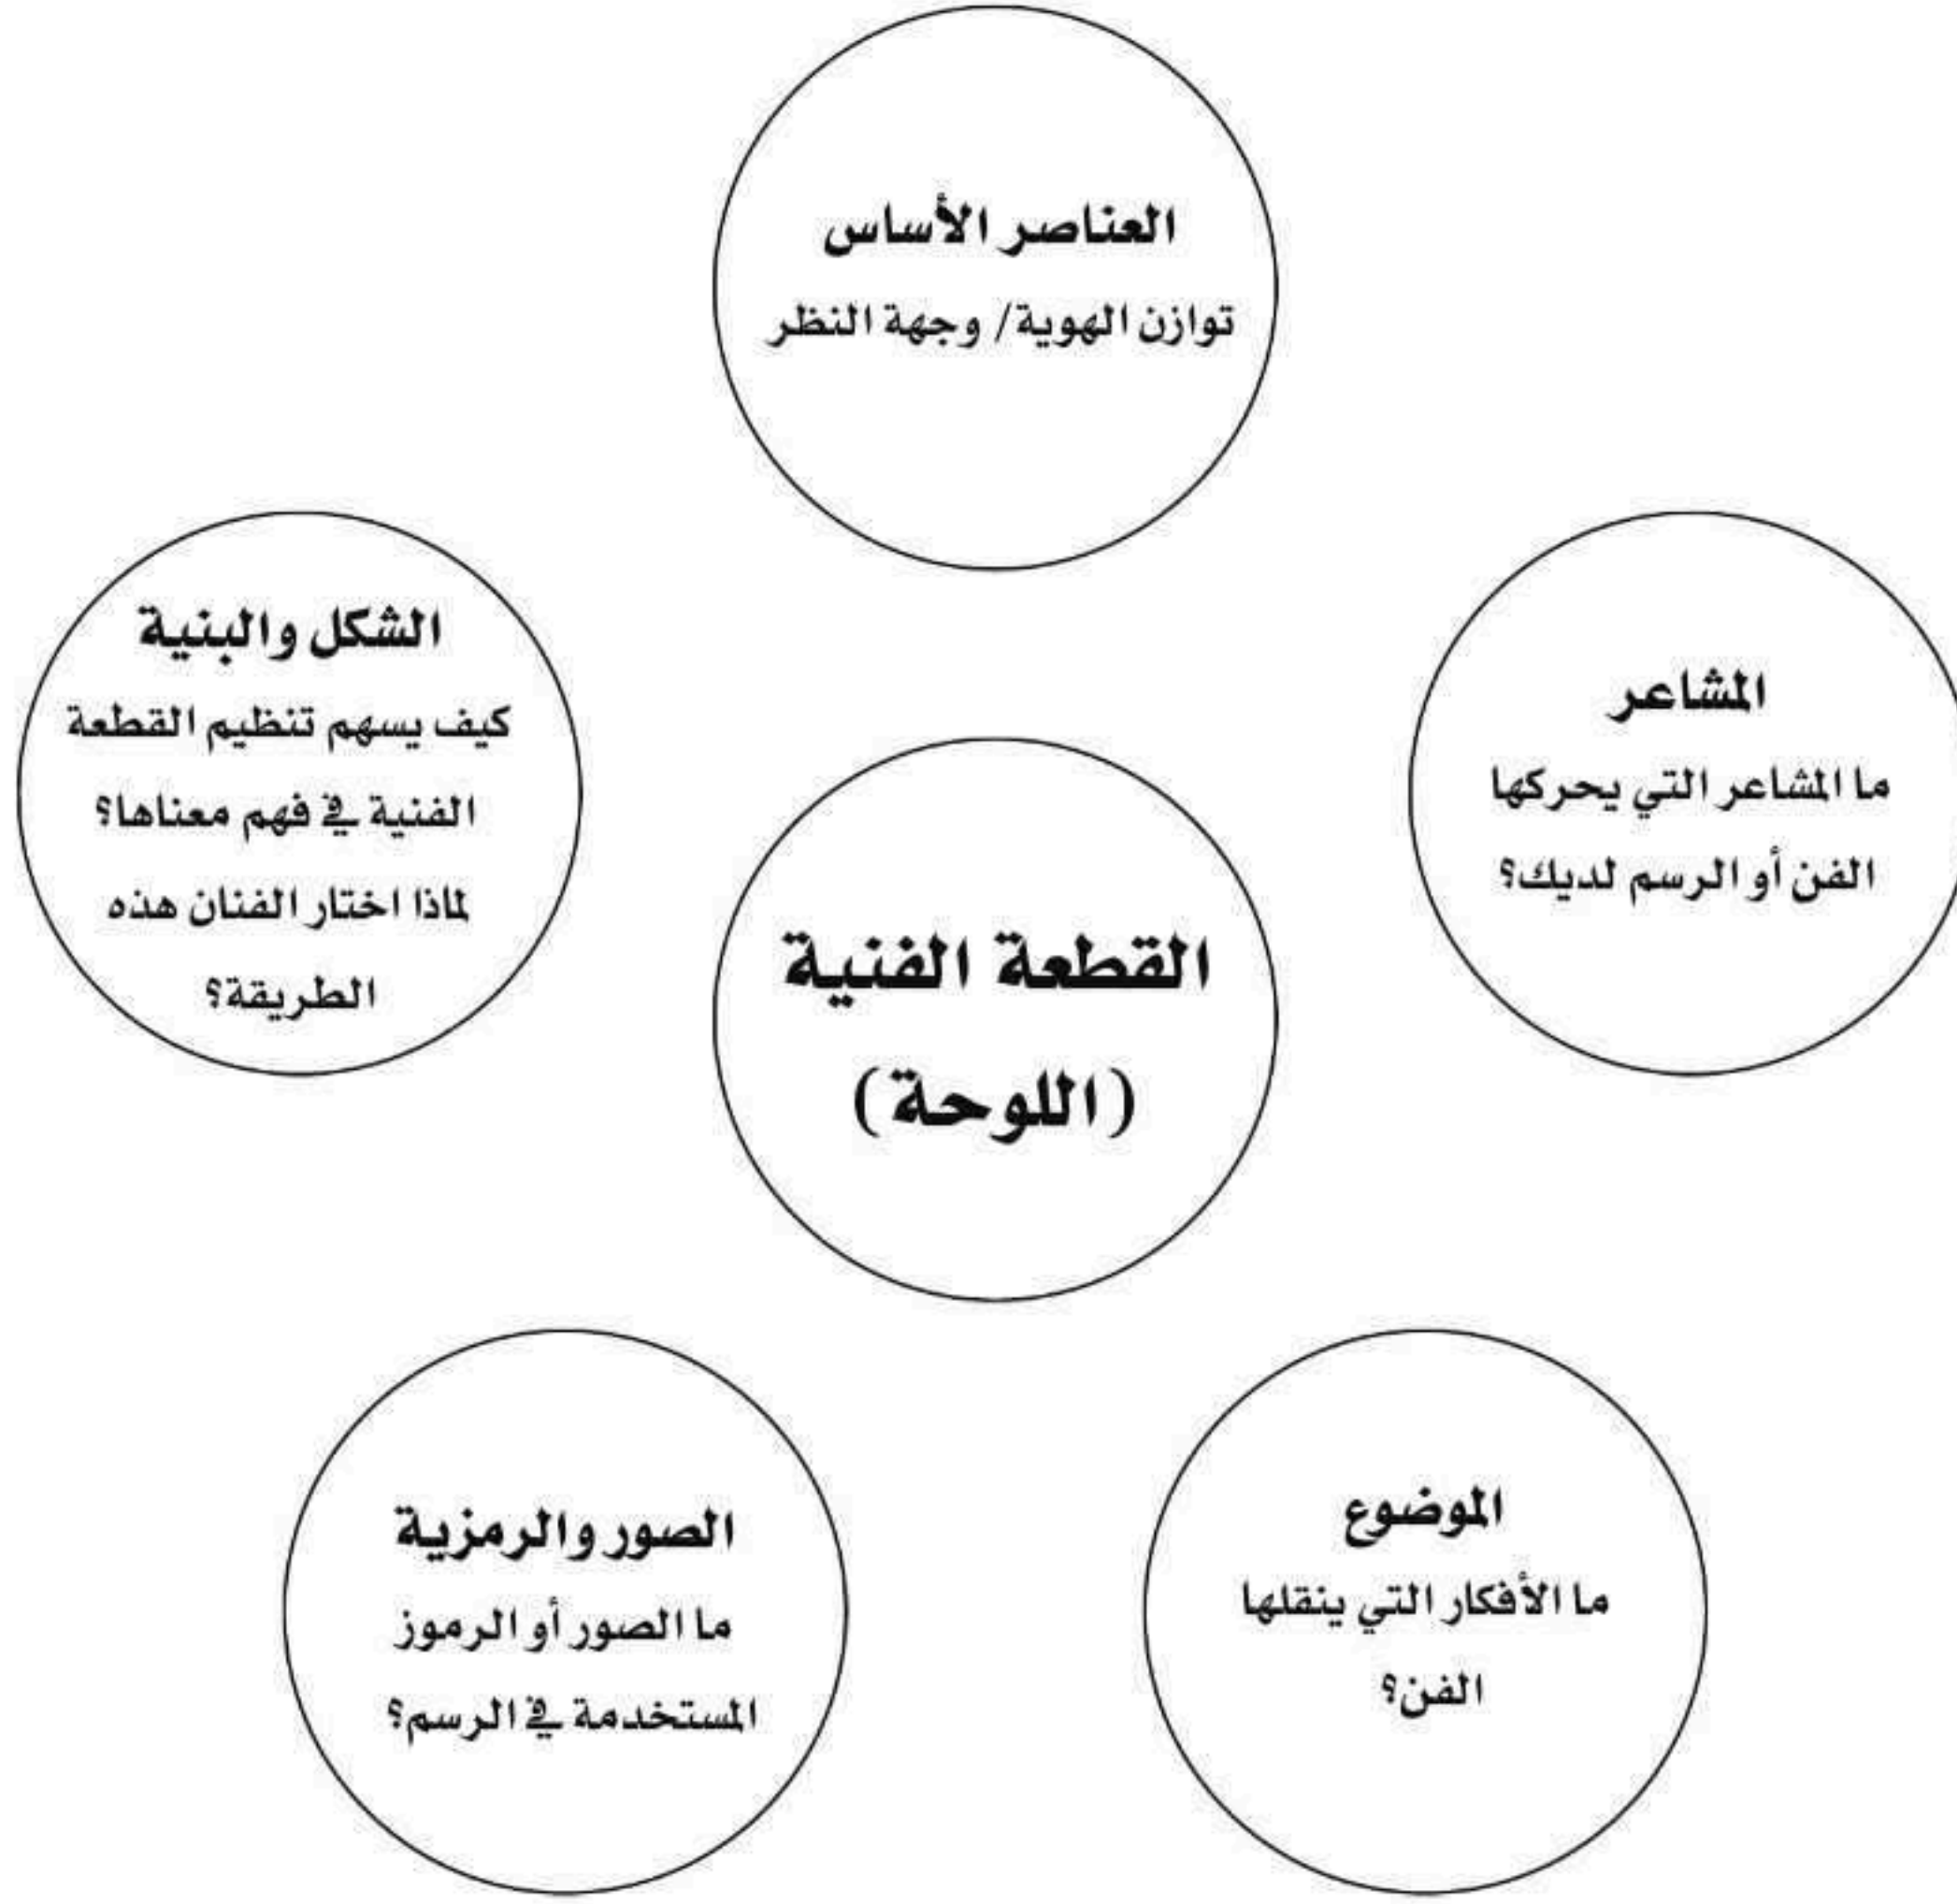 العناصر الأساس
توازن الهوية/ وجهة النظر
المشاعر
ما المشاعر التي يحركها
الفن أو الرسم لديك؟
الشكل والبنية
كيف يسهم تنظيم القطعة
الفنية في فهم معناها؟
لماذا اختار الفنان هذه
الطريقة؟
القطعة الفنية
(اللوحة)
الموضوع
ما الأفكار التي ينقلها
الفن؟
الصور والرمزية
ما الصور أو الرموز
المستخدمة في الرسم؟